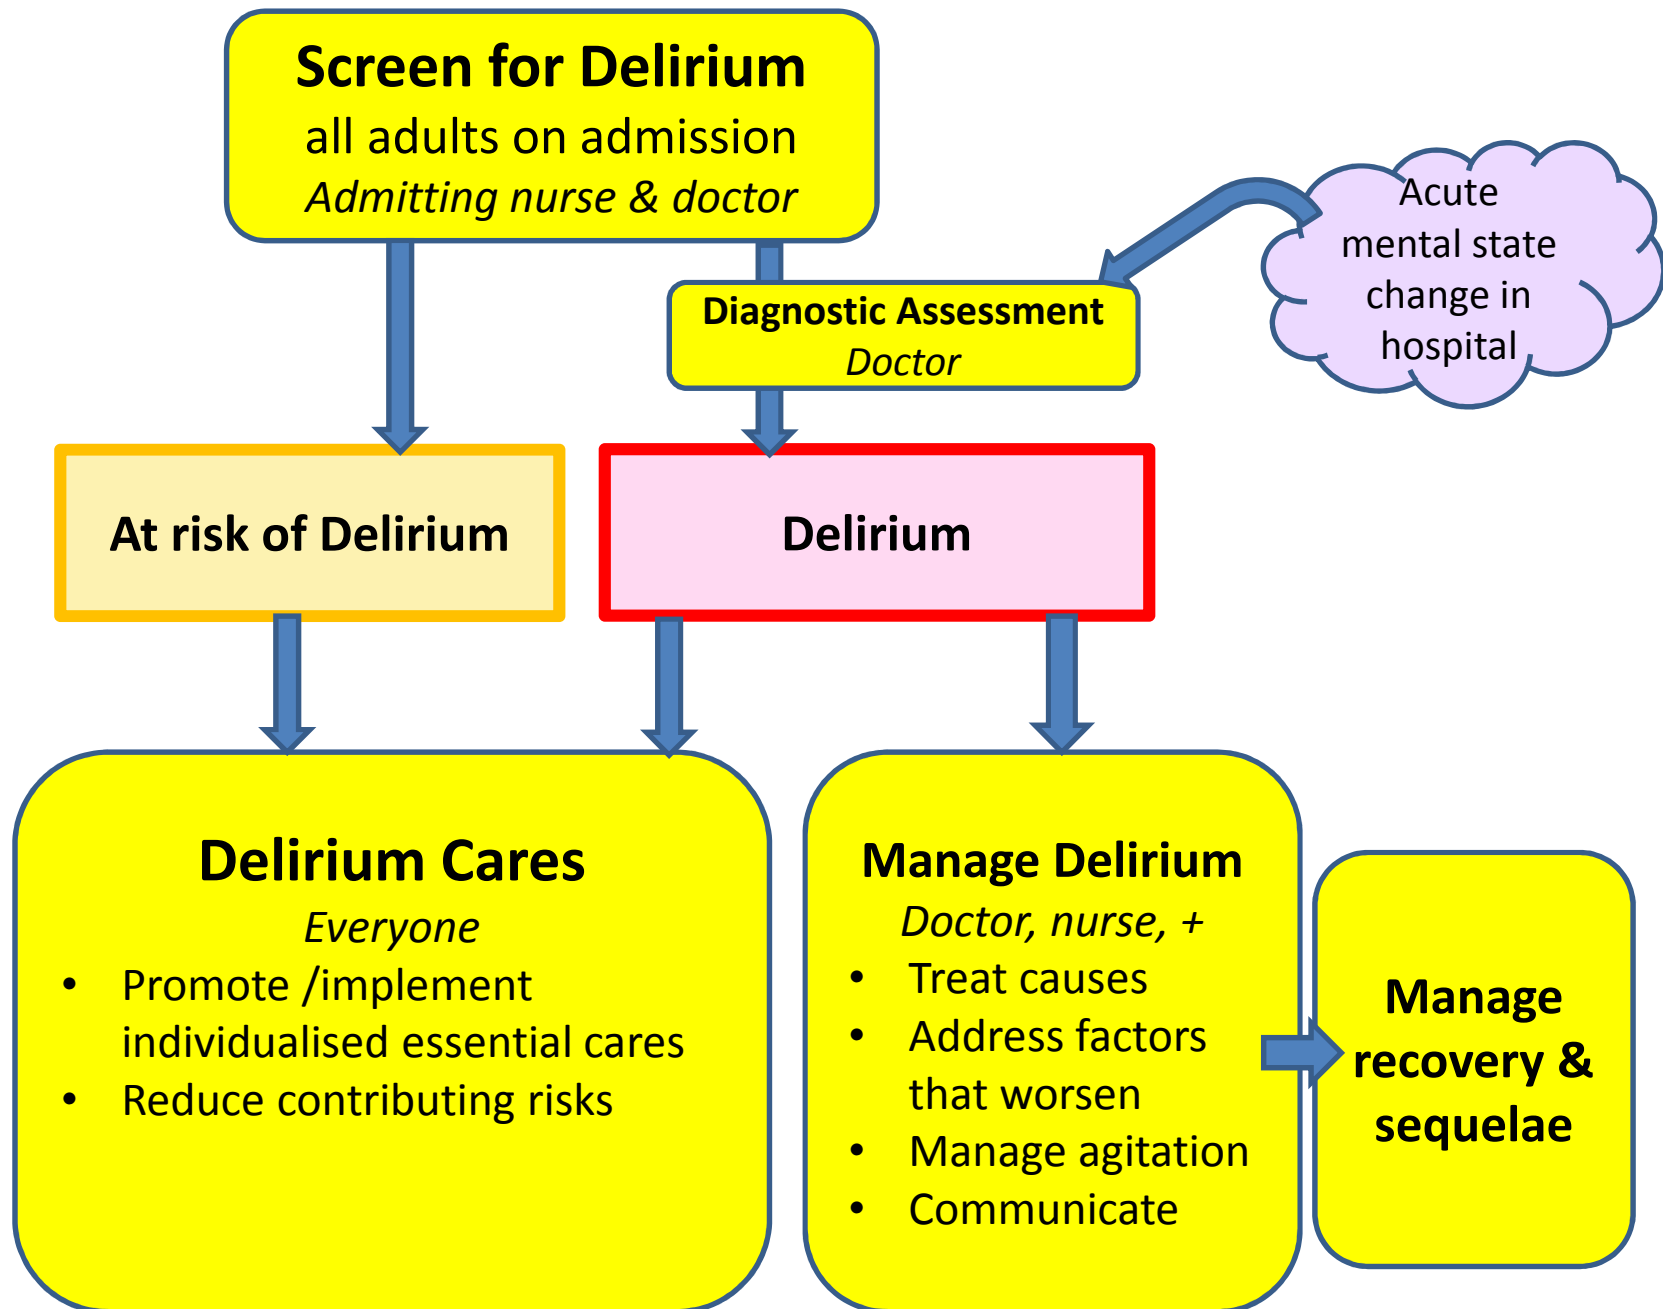 Screen for Delirium
all adults on admission
Admitting nurse & doctor
Acute
mental state
change in
hospital
Diagnostic Assessment
Doctor
At risk of Delirium
Delirium
Delirium Cares
Everyone
• Promote /implement
individualised essential cares
• Reduce contributing risks
Manage Delirium
Doctor, nurse, +
• Treat causes
• Address factors
that worsen
• Manage agitation
• Communicate
Manage
recovery &
sequelae